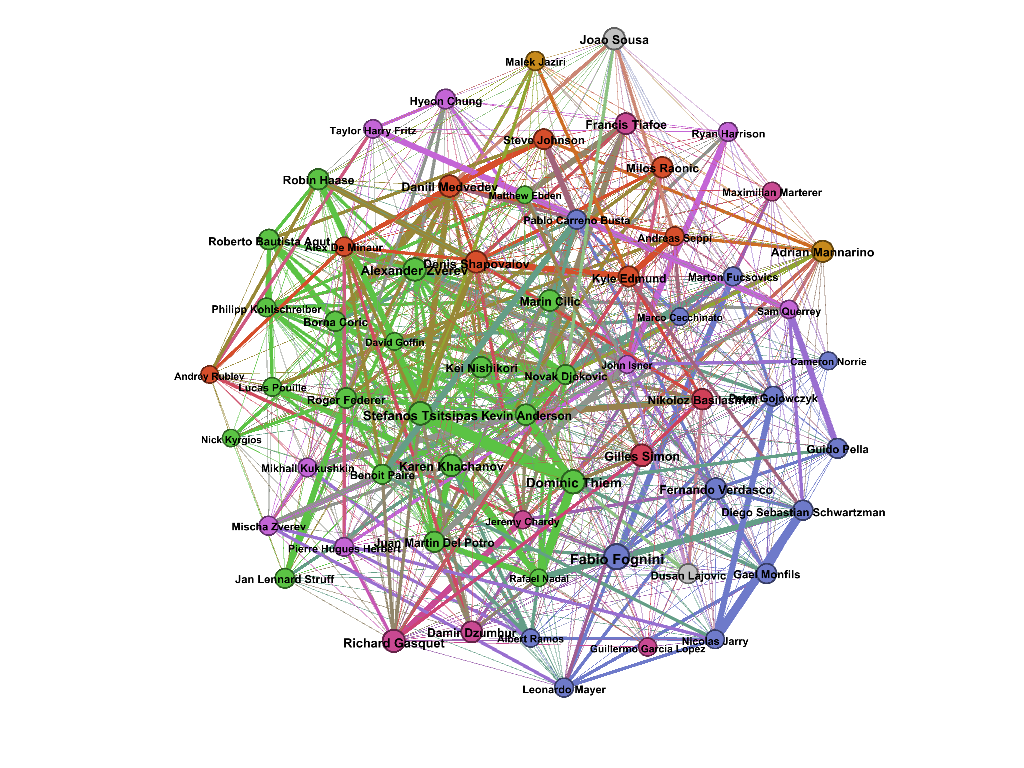 Joao Sousa
Malek Jaziri
Hyeon Chung
Taylor Harry Fritz
Francis Tiafoe
Ryan Harrison
Steve Johnson
Milos Raonic
Robin Haase
Daniil Medvedev
Matthew Ebden
Maximilian Marterer
Pablo Carreno Busta
Roberto Bautista Agut
Alex De Minaur
Andreas Seppi
Adrian Mannarino
Alexander Zverev
Denis Shapovalov
Kyle Edmund
Marton Fucsovics
Marin Cilic
Philipp Kohlschreiber
Borna Coric
Marco Cecchinato
Sam Querrey
David Goffin
Cameron Norrie
Kei Nishikori
John Isner
Andrey Rublev
Novak Djokovic
Lucas Pouille
Roger Federer
Nikoloz Basilashvili
Peter Gojowczyk
Stefanos Tsitsipas
Kevin Anderson
Nick Kyrgios
Guido Pella
Gilles Simon
Mikhail Kukushkin
Karen Khachanov
Benoit Paire
Dominic Thiem
Fernando Verdasco
Diego Sebastian Schwartzman
Mischa Zverev
Jeremy Chardy
Pierre Hugues Herbert
Juan Martin Del Potro
Fabio Fognini
Jan Lennard Struff
Rafael Nadal
Dusan Lajovic
Gael Monfils
Richard Gasquet
Damir Dzumhur
Albert Ramos
Guillermo Garcia Lopez
Nicolas Jarry
Leonardo Mayer